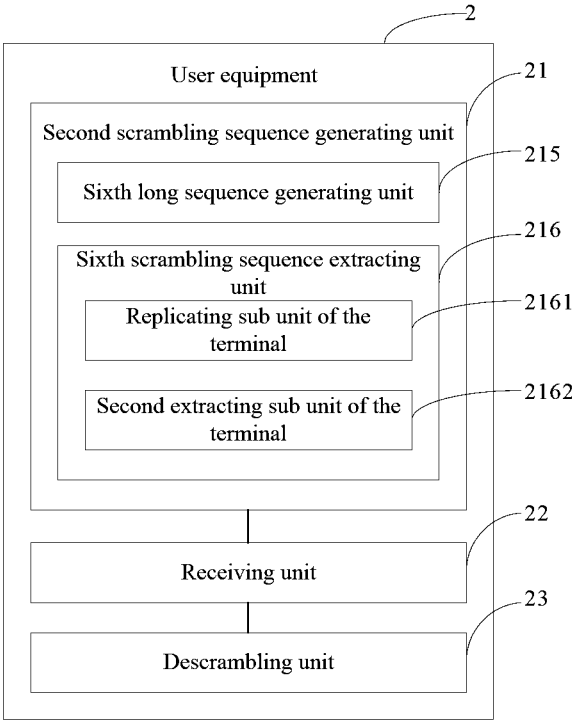 2
User equipment
21
Second scrambling sequence generating unit
215
Sixth long sequence generating unit
216
Sixth scrambling sequence extracting
unit
2161
Replicating sub unit of the
terminal
2162
Second extracting sub unit of the
terminal
22
Receiving unit
23
Descrambling unit